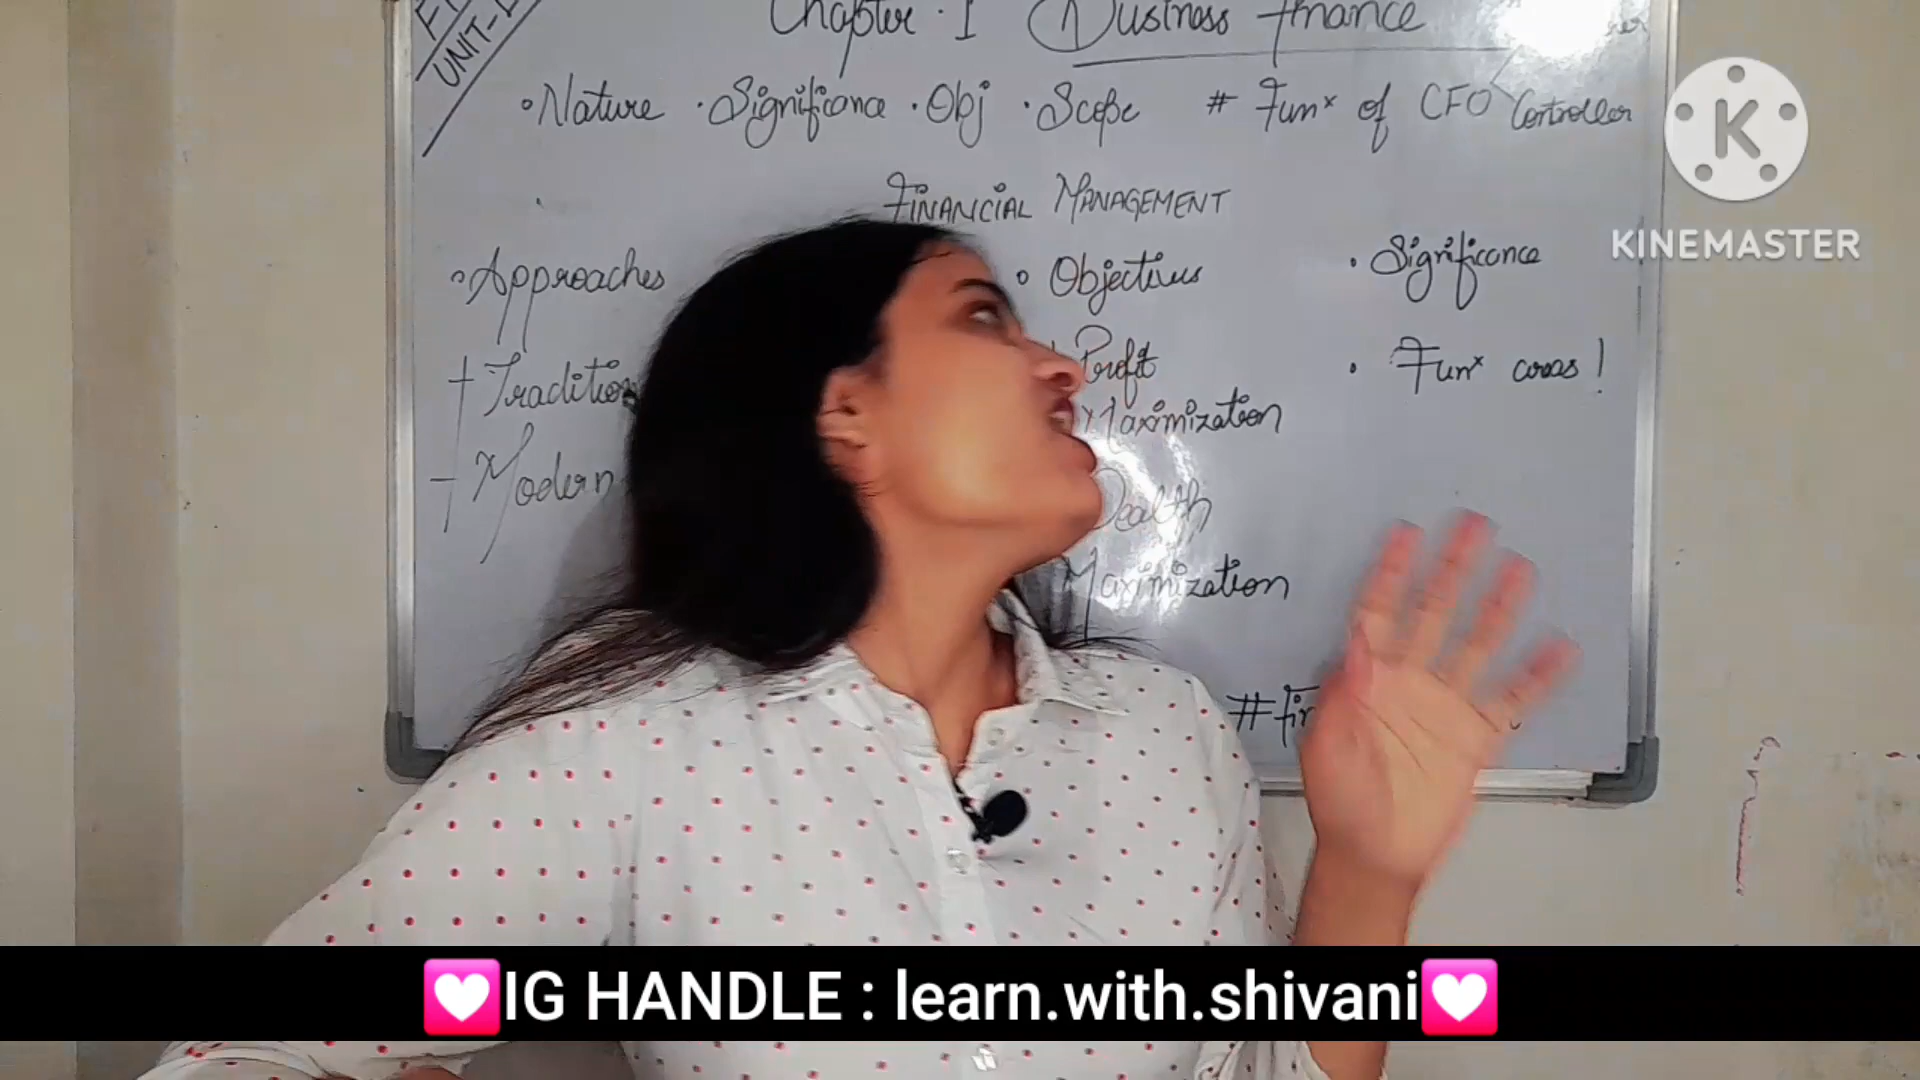 UNIT-
Chapter . I Business Finance
• Nature • Significance • Obj • Scope # Funˣ of CFO Controller
FINANCIAL MANAGEMENT
• Approaches
Tradition
Modern
• Objectives
Profit
Maximization
Wealth
Maximization
• Significance
• Funˣ areas !
#fin
KINEMASTER
IG HANDLE : learn.with.shivani